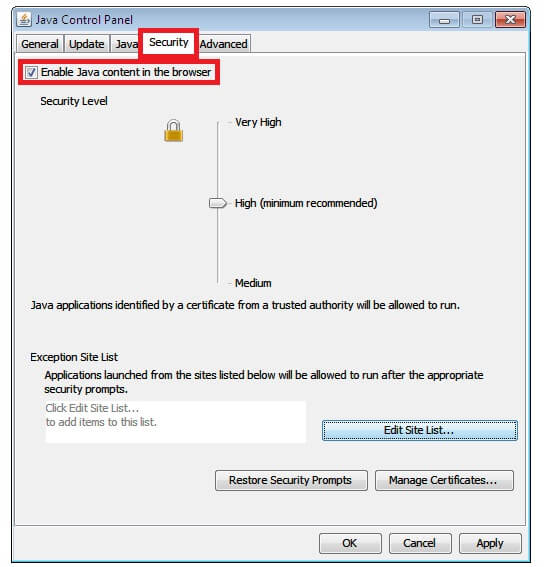 Java Control Panel
General Update Java Security Advanced
Enable Java content in the browser
Security Level
Very High
High (minimum recommended)
Medium
Java applications identified by a certificate from a trusted authority will be allowed to run.
Exception Site List
Applications launched from the sites listed below will be allowed to run after the appropriate
security prompts.
Click Edit Site List...
to add items to this list.
Edit Site List...
Restore Security Prompts Manage Certificates...
OK Cancel Apply